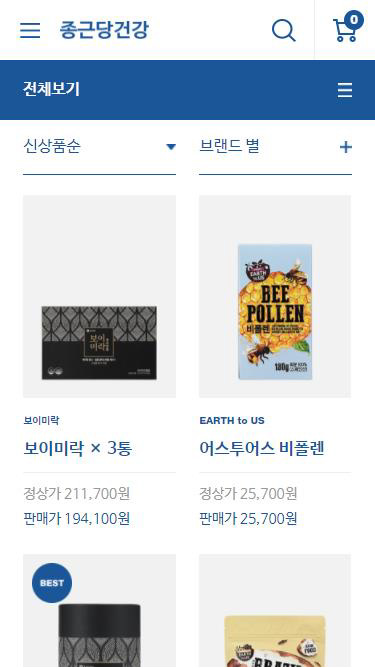 종근당건강
0
전체보기
신상품순
브랜드 별
보이
미락
EARTH to US
BEE
POLLEN
비폴렌
180g
보이미락
보이미락 × 3통
정상가 211,700원
판매가 194,100원
EARTH to US
어스투어스 비폴렌
정상가 25,700원
판매가 25,700원
BEST
BRAZIL